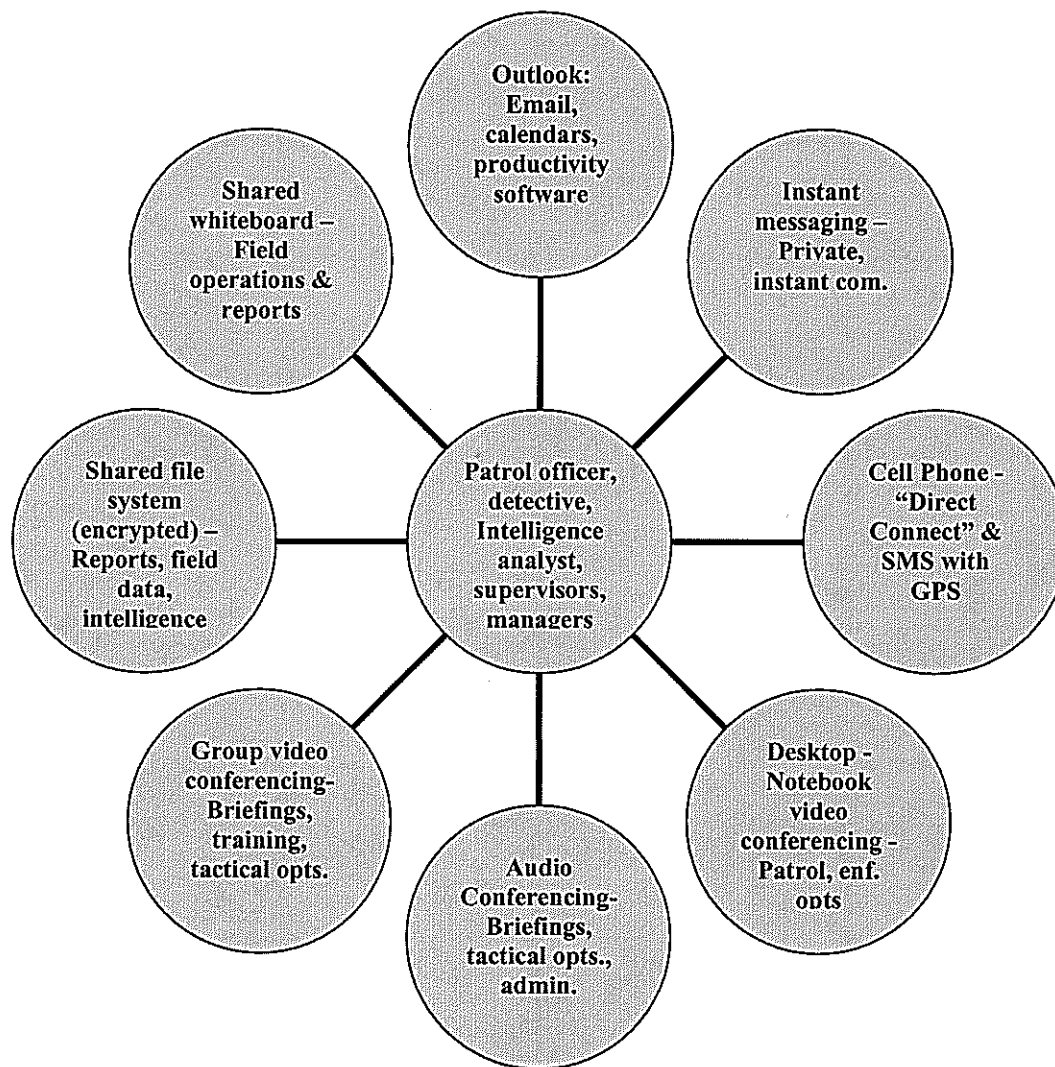 Outlook:
Email,
calendars,
productivity
software
Instant
messaging –
Private,
instant com.
Cell Phone -
“Direct
Connect” &
SMS with
GPS
Desktop -
Notebook
video
conferencing -
Patrol, enf.
opts
Audio
Conferencing-
Briefings,
tactical opts.,
admin.
Group video
conferencing-
Briefings,
training,
tactical opts.
Shared file
system
(encrypted) –
Reports, field
data,
intelligence
Shared
whiteboard –
Field
operations &
reports
Patrol officer,
detective,
Intelligence
analyst,
supervisors,
managers